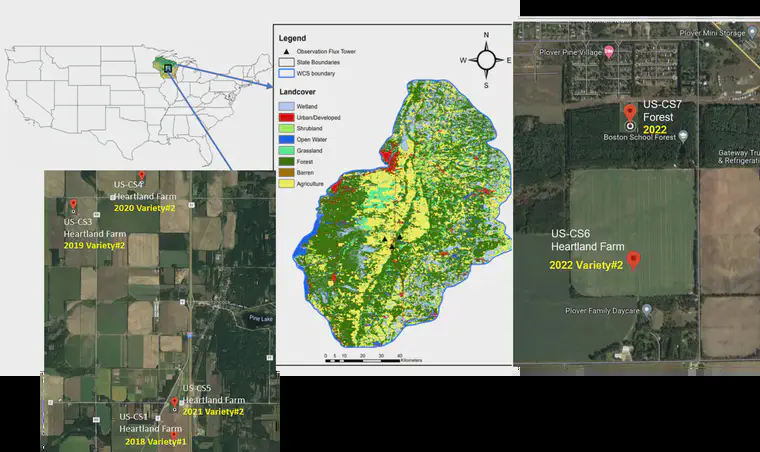 Legend
Observation Flux Tower
State Boundaries
WCS boundary
Landcover
Wetland
Urban/Developed
Shrubland
Open Water
Grassland
Forest
Barren
Agriculture
N
W
E
S
0
5
10
20
30
40
Kilometers
US-CS4
Heartland Farm
2020 Variety#2
US-CS3
Heartland Farm
2019 Variety#2
Pine Lake
US-CS5
Heartland Farm
2021 Variety#2
US-CS1
Heartland Farm
2018 Variety#1
Plover Mini Storage
Plover Pine Village
US-CS7
Forest
2022
Boston School Forest
Gateway Tru
& Refrigerati
US-CS6
Heartland Farm
2022 Variety#2
Plover Family Daycare